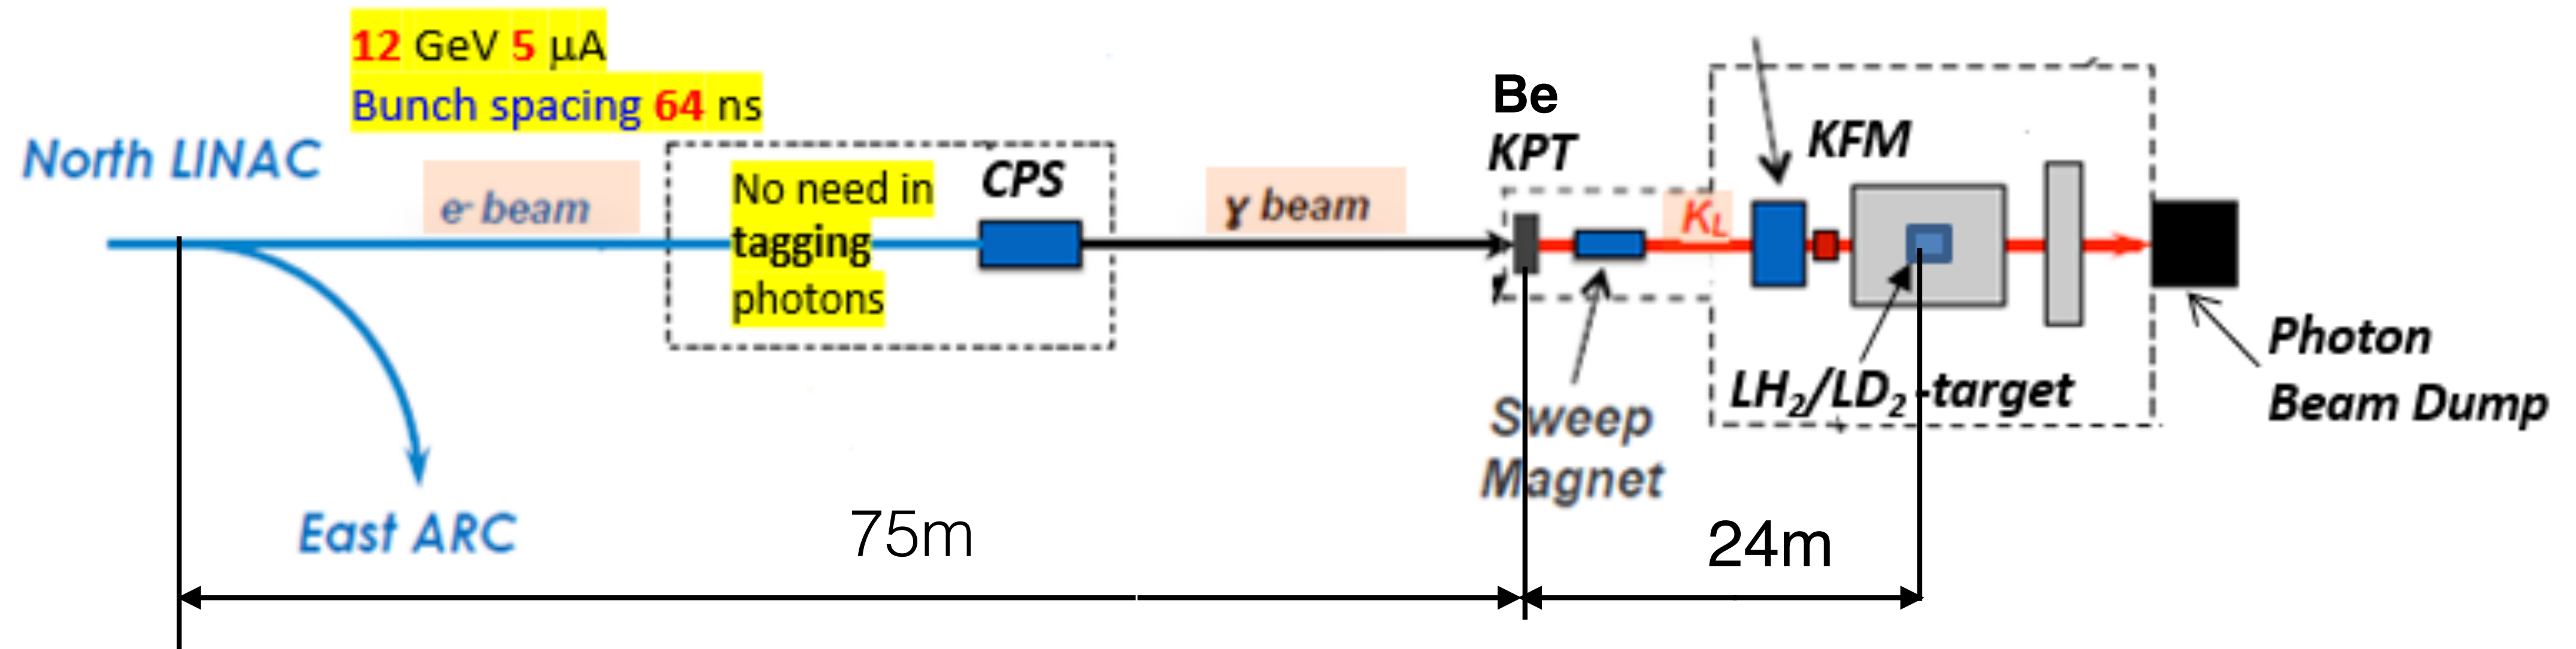 12 GeV 5 μA
Bunch spacing 64 ns
North LINAC
e⁻ beam
No need in
tagging
photons
CPS
γ beam
Be
KPT
K_L
KFM
Sweep
Magnet
LH₂/LD₂-target
Photon
Beam Dump
East ARC
75m
24m